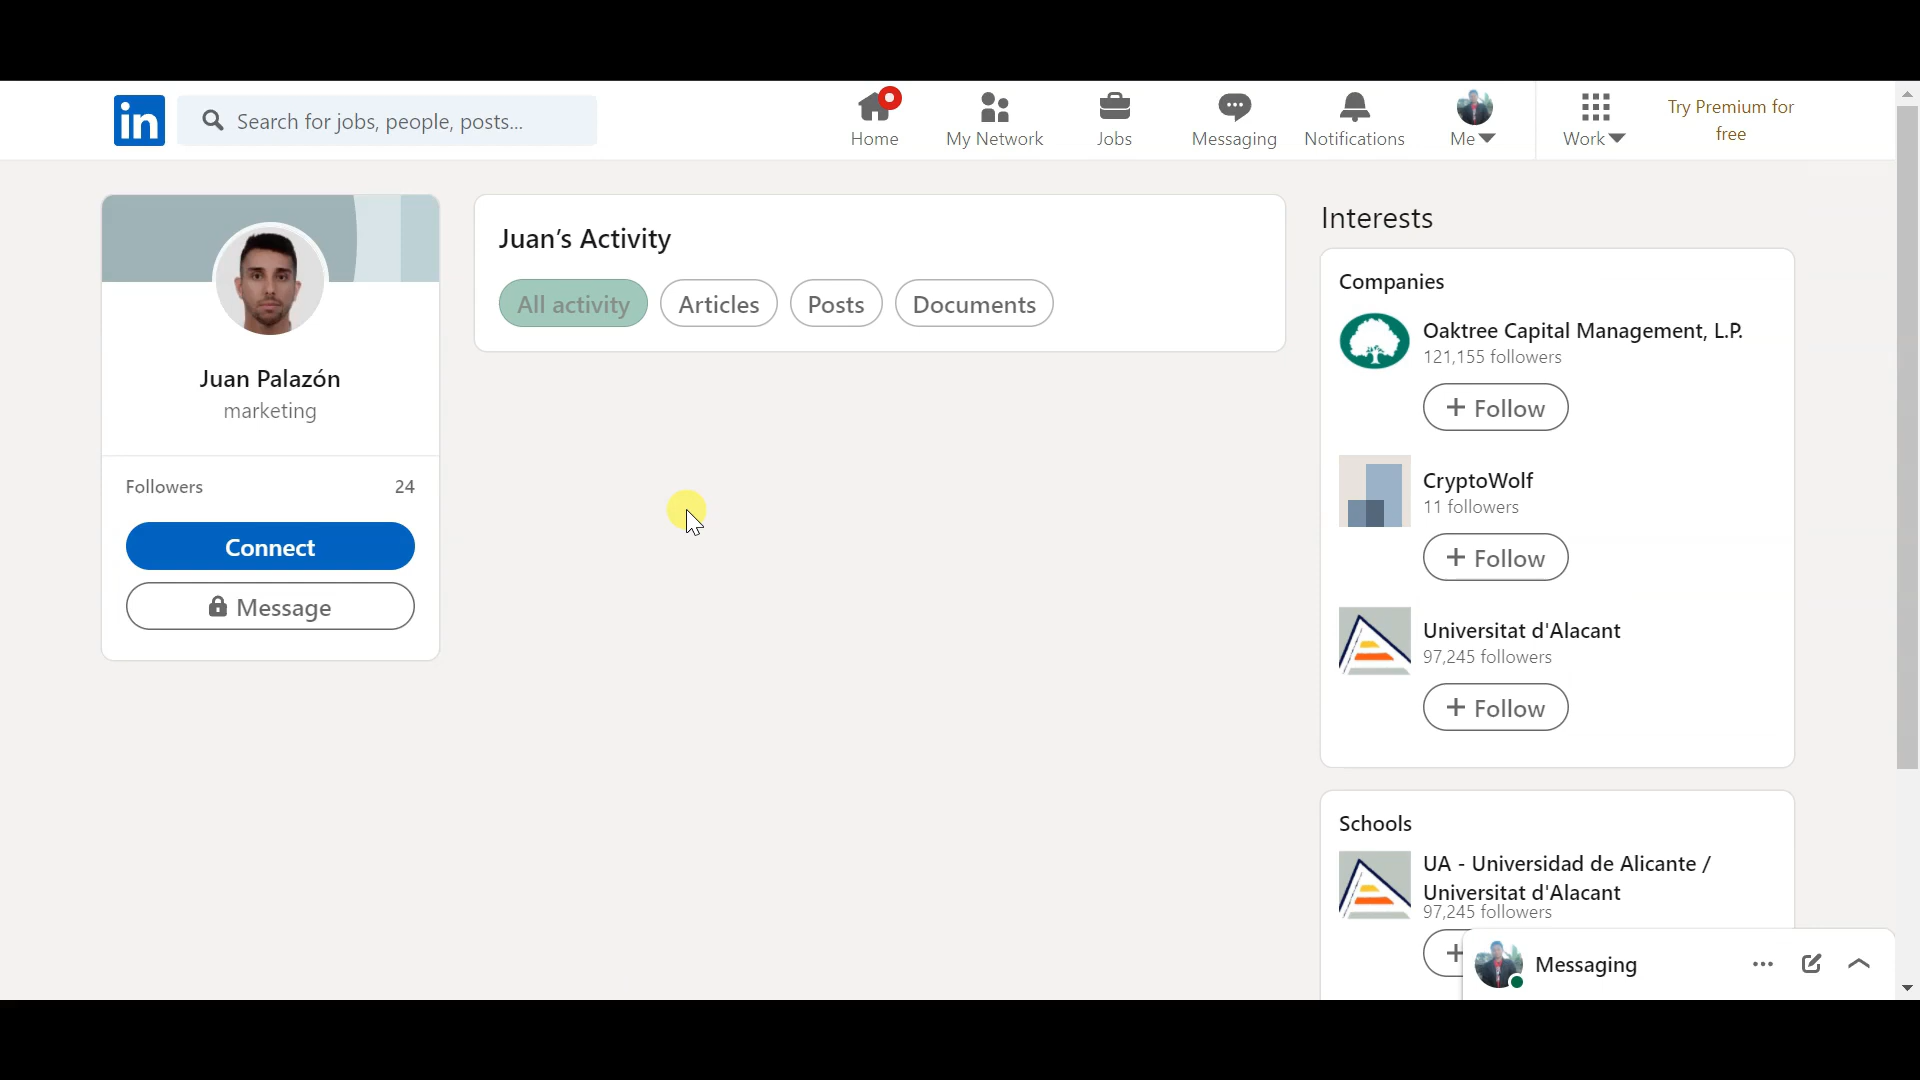 in
Search for jobs, people, posts...
Home
My Network
Jobs
Messaging
Notifications
Me
Work
Try Premium for
free
Juan Palazón
marketing
Followers 24
Connect
Message
Juan’s Activity
All activity Articles Posts Documents
Interests
Companies
Oaktree Capital Management, L.P.
121,155 followers
+ Follow
CryptoWolf
11 followers
+ Follow
Universitat d'Alacant
97,245 followers
+ Follow
Schools
UA - Universidad de Alicante /
Universitat d'Alacant
97,245 followers
+
Messaging